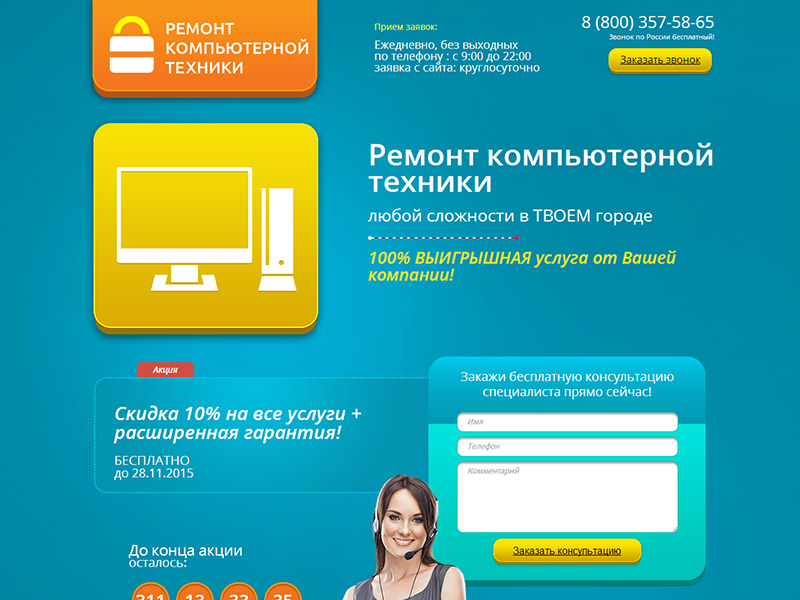 РЕМОНТ
КОМПЬЮТЕРНОЙ
ТЕХНИКИ
Прием заявок:
Ежедневно, без выходных
по телефону : с 9:00 до 22:00
заявка с сайта: круглосуточно
8 (800) 357-58-65
Звонок по России бесплатный!
Заказать звонок
Ремонт компьютерной
техники
любой сложности в ТВОЕМ городе
100% ВЫИГРЫШНАЯ услуга от Вашей
компании!
Акция
Скидка 10% на все услуги +
расширенная гарантия!
БЕСПЛАТНО
до 28.11.2015
Закажи бесплатную консультацию
специалиста прямо сейчас!
Имя
Телефон
Комментарий
Заказать консультацию
До конца акции
осталось: